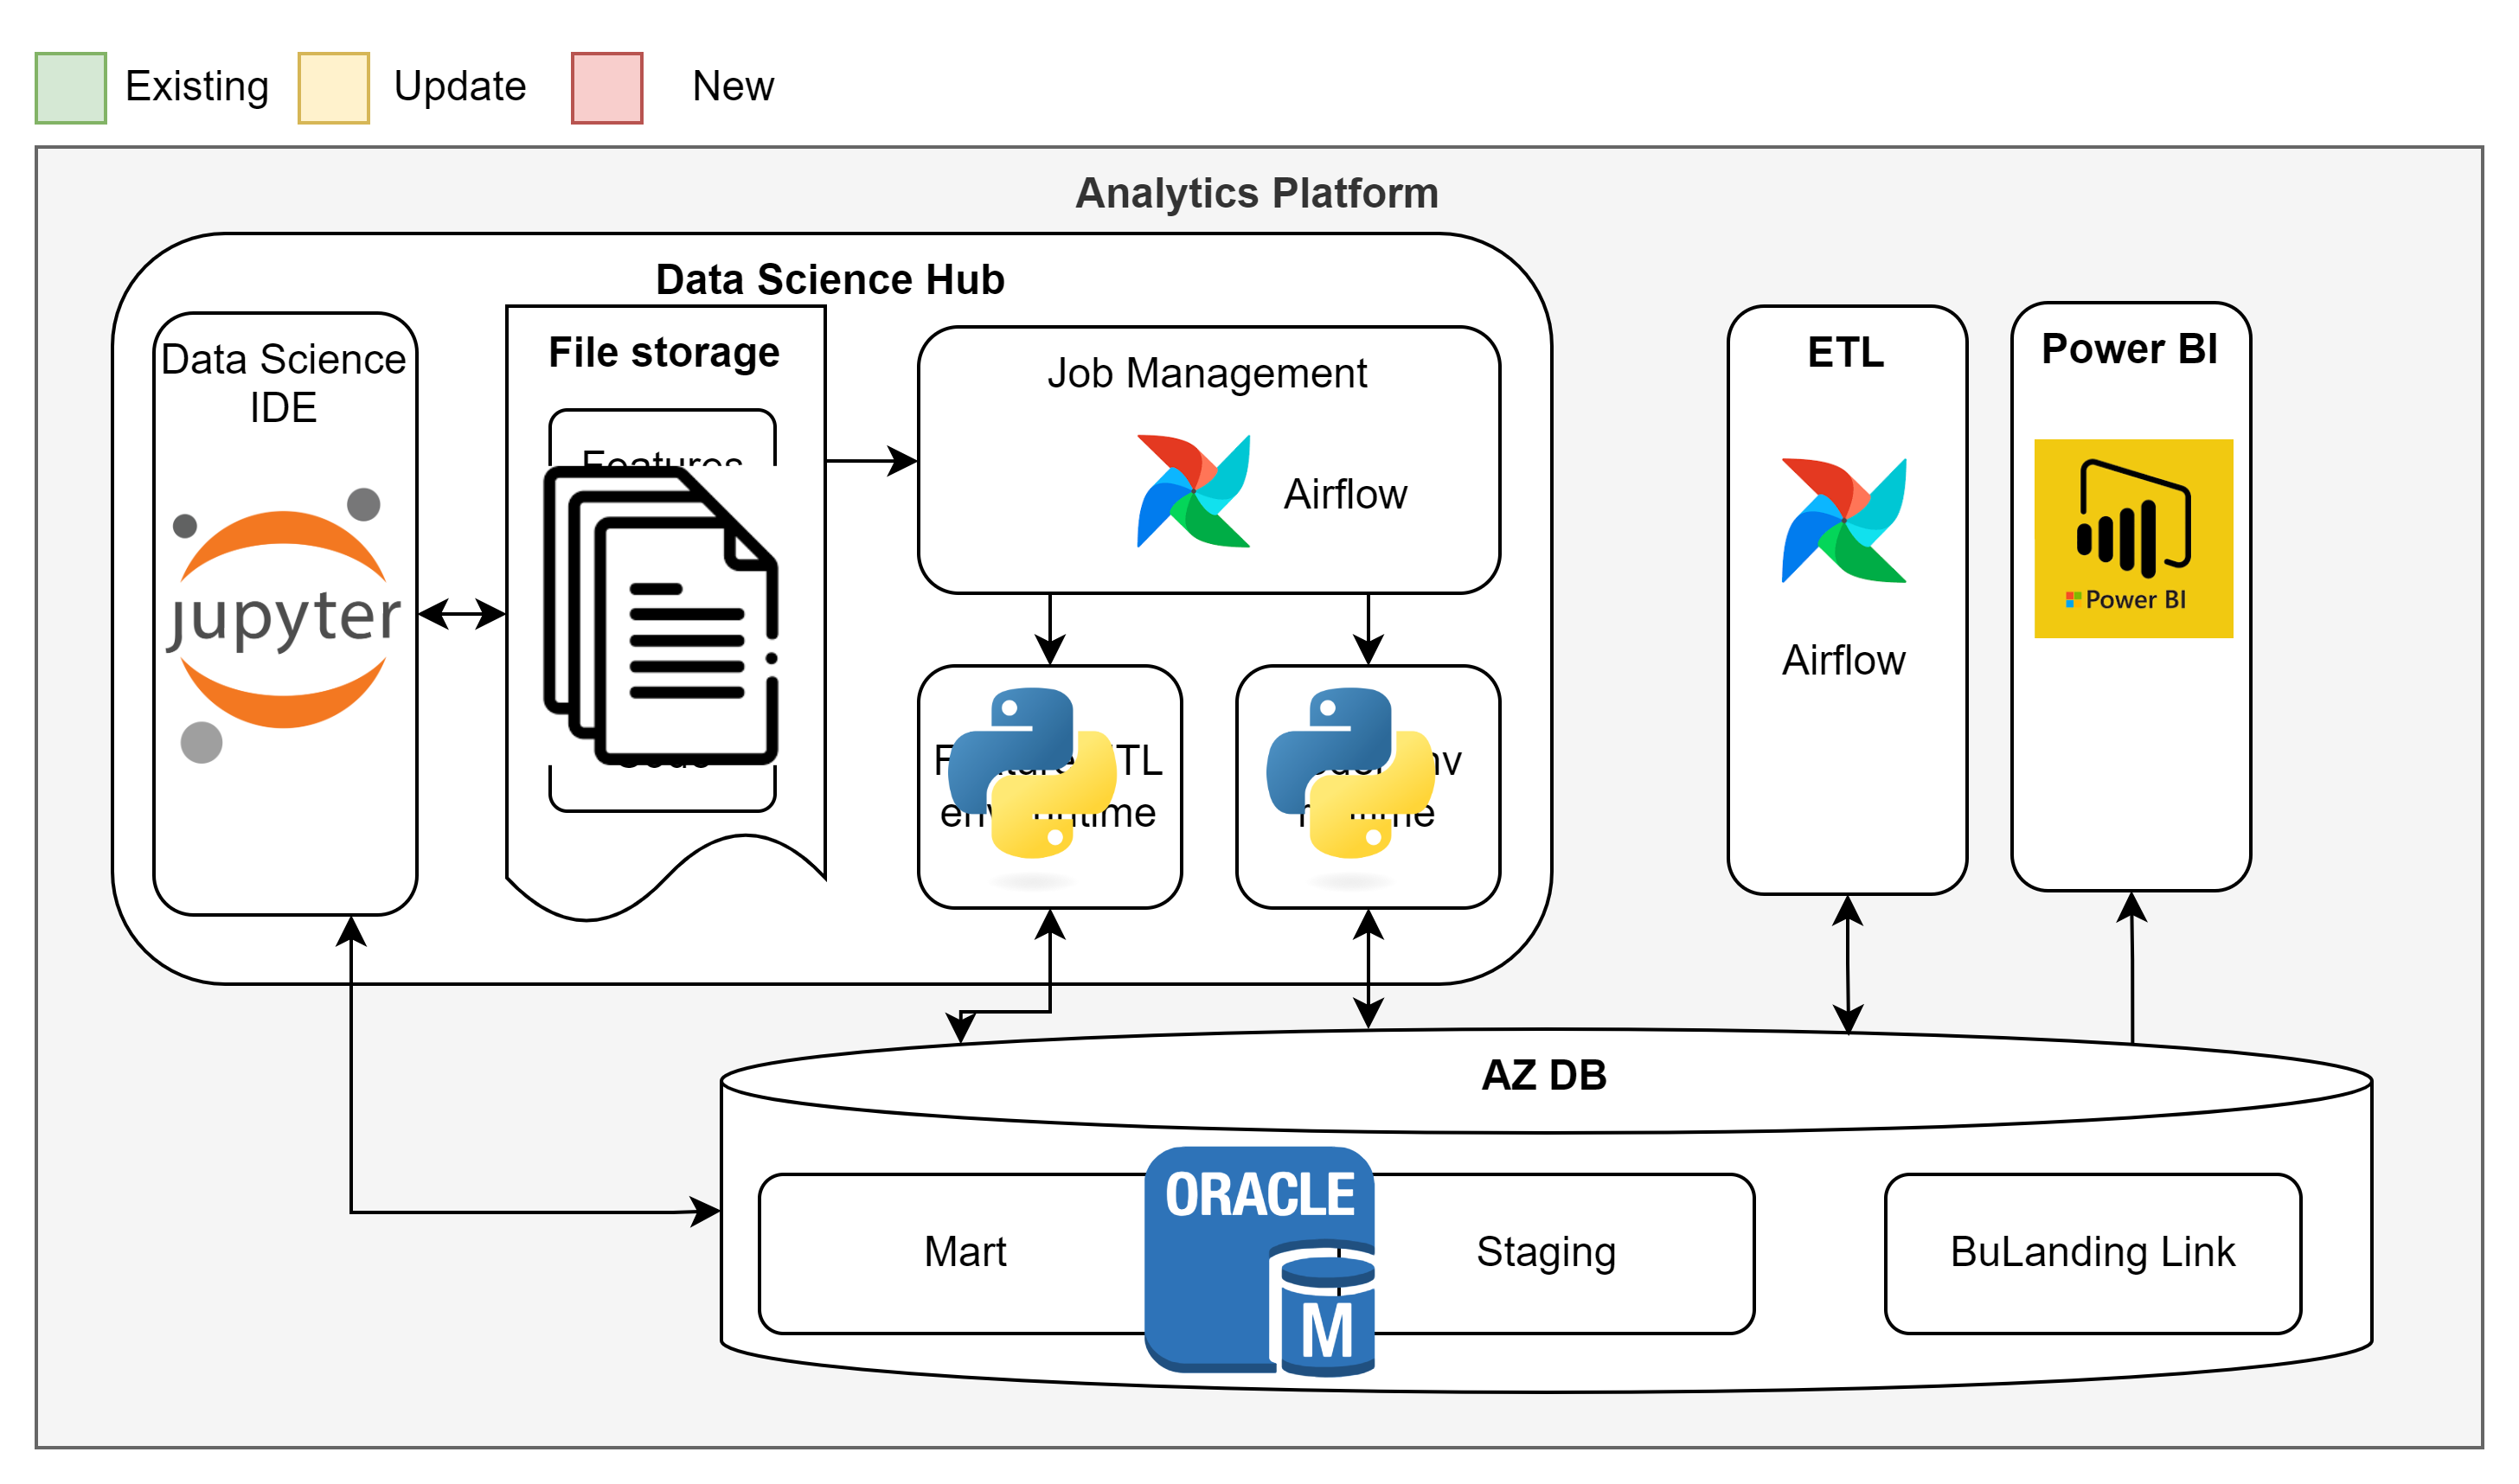 Existing
Update
New
Analytics Platform
Data Science Hub
Data Science
IDE
jupyter
File storage
Features
Job Management
Airflow
ETL
Airflow
Power BI
Power BI
AZ DB
Mart
ORACLE
M
Staging
BuLanding Link